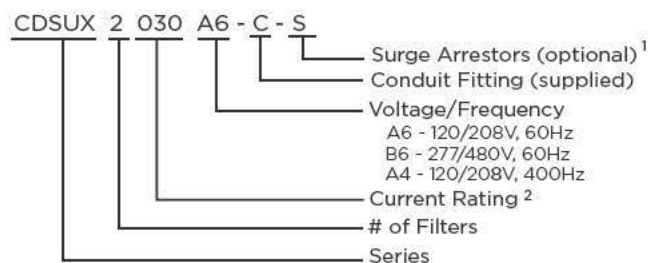 CDSUX 2 030 A6 - C - S
Surge Arrestors (optional) 1
Conduit Fitting (supplied)
Voltage/Frequency
A6 - 120/208V, 60Hz
B6 - 277/480V, 60Hz
A4 - 120/208V, 400Hz
Current Rating 2
# of Filters
Series